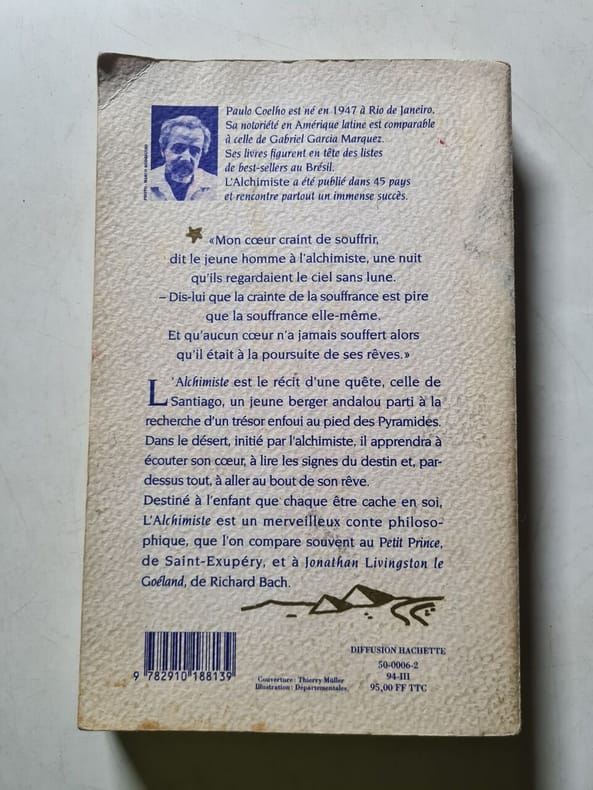 Paulo Coelho est né en 1947 à Rio de Janeiro.
Sa notoriété en Amérique latine est comparable
à celle de Gabriel Garcia Marquez.
Ses livres figurent en tête des listes
de best-sellers au Brésil.
L'Alchimiste a été publié dans 45 pays
et rencontre partout un immense succès.
«Mon cœur craint de souffrir,
dit le jeune homme à l'alchimiste, une nuit
qu'ils regardaient le ciel sans lune.
– Dis-lui que la crainte de la souffrance est pire
que la souffrance elle-même.
Et qu'aucun cœur n'a jamais souffert alors
qu'il était à la poursuite de ses rêves.»
L'Alchimiste est le récit d'une quête, celle de
Santiago, un jeune berger andalou parti à la
recherche d'un trésor enfoui au pied des Pyramides.
Dans le désert, initié par l'alchimiste, il apprendra à
écouter son cœur, à lire les signes du destin et, par-
dessus tout, à aller au bout de son rêve.
Destiné à l'enfant que chaque être cache en soi,
L'Alchimiste est un merveilleux conte philoso-
phique, que l'on compare souvent au Petit Prince,
de Saint-Exupéry, et à Jonathan Livingston le
Goéland, de Richard Bach.
9 782910 188139
Couverture : Thierry Müller
Illustration : Départementales
DIFFUSION HACHETTE
50-0006-2
94-III
95,00 FF TTC